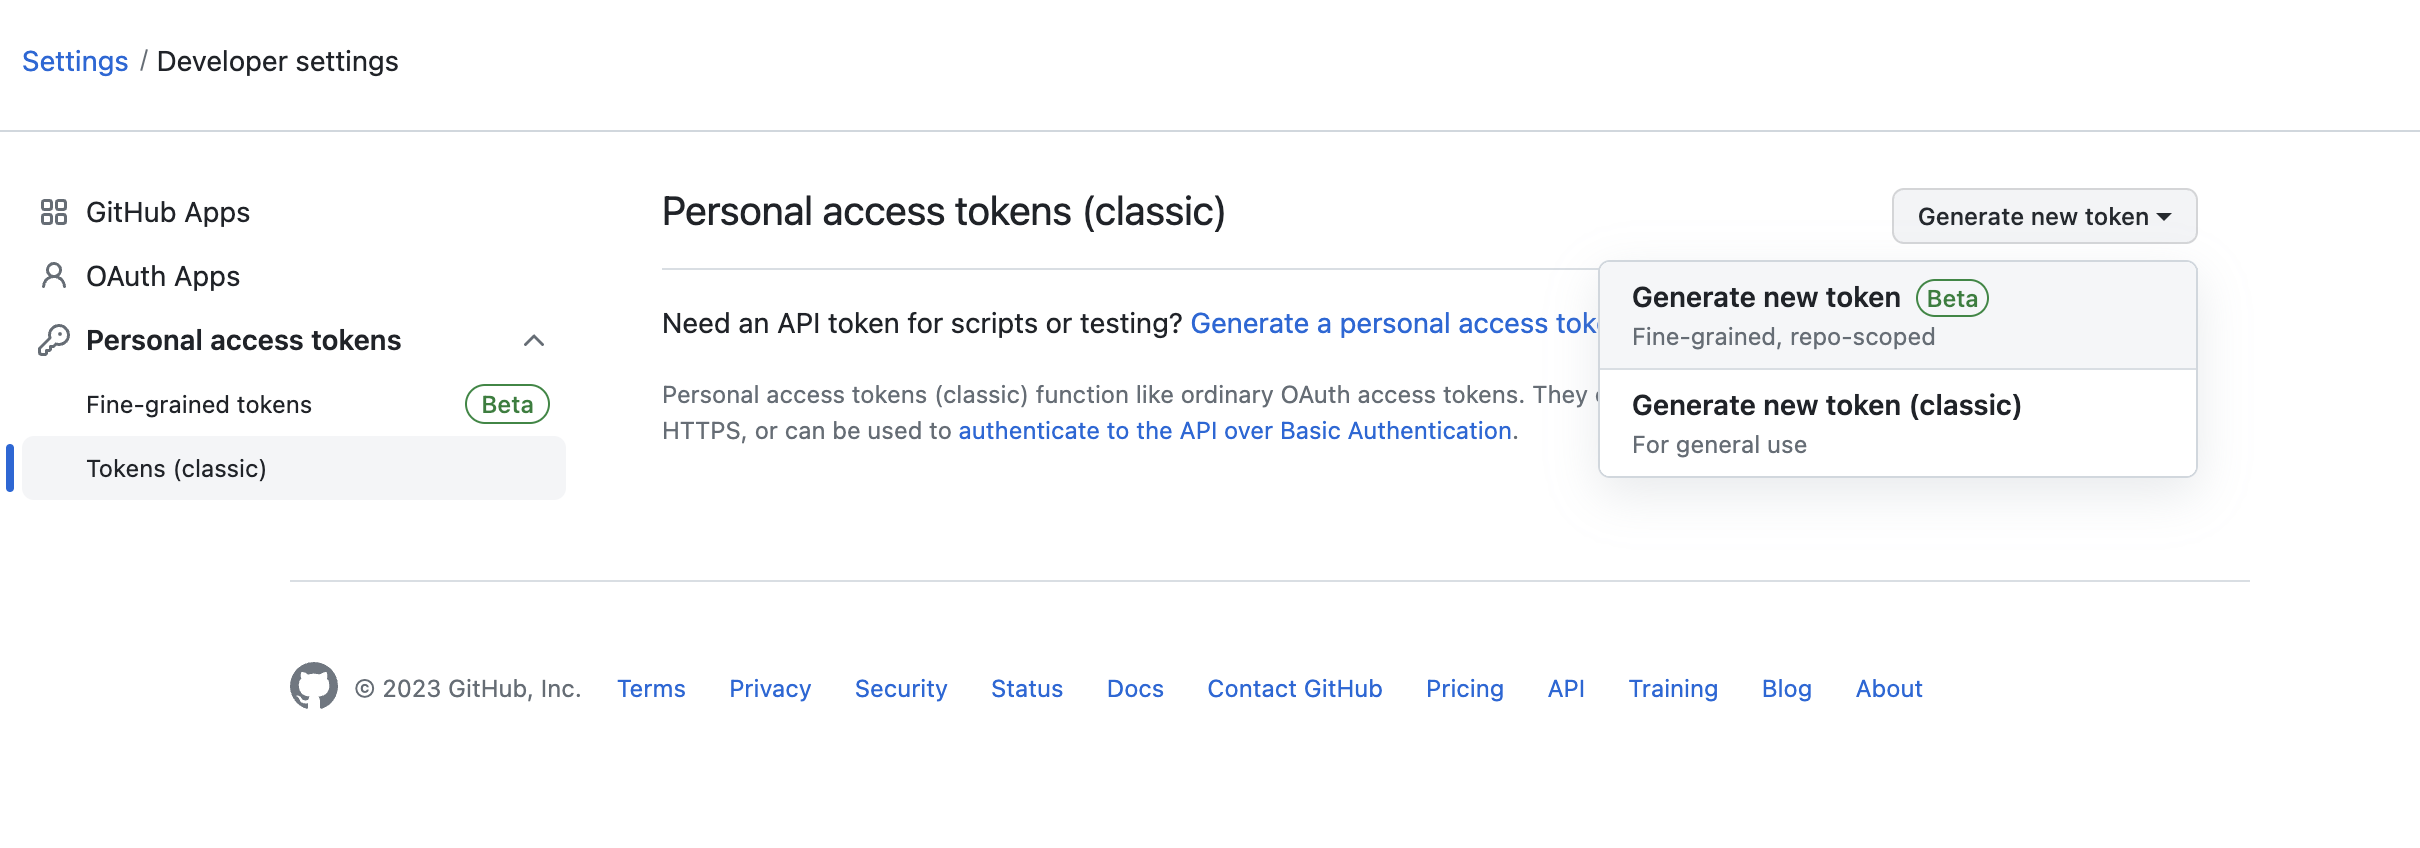 Settings / Developer settings
GitHub Apps
OAuth Apps
Personal access tokens
Fine-grained tokens Beta
Tokens (classic)
Personal access tokens (classic)
Generate new token
Generate new token Beta
Fine-grained, repo-scoped
Generate new token (classic)
For general use
Need an API token for scripts or testing? Generate a personal access
Personal access tokens (classic) function like ordinary OAuth access tokens. They
HTTPS, or can be used to authenticate to the API over Basic Authentication.
© 2023 GitHub, Inc. Terms Privacy Security Status Docs Contact GitHub Pricing API Training Blog About